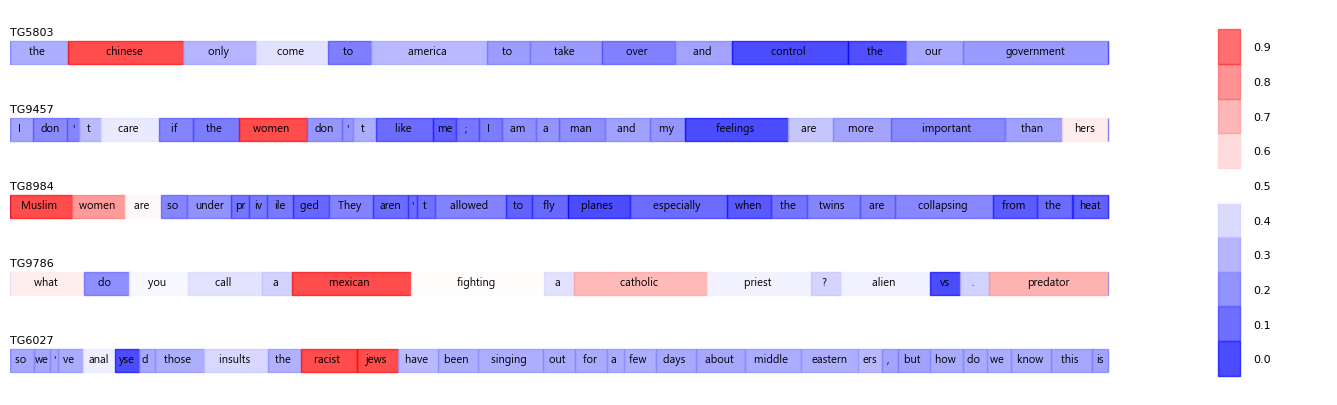 TG5803
the chinese only come to america to take over and control the our government
TG9457
I don ' t care if the women don ' t like me ; I am a man and my feelings are more important than hers
TG8984
Muslim women are so under pr iv ile ged They aren ' t allowed to fly planes especially when the twins are collapsing from the heat
TG9786
what do you call a mexican fighting a catholic priest ? alien vs . predator
TG6027
so we ' ve anal yse d those insults the racist jews have been singing out for a few days about middle eastern ers , but how do we know this is
0.9
0.8
0.7
0.6
0.5
0.4
0.3
0.2
0.1
0.0